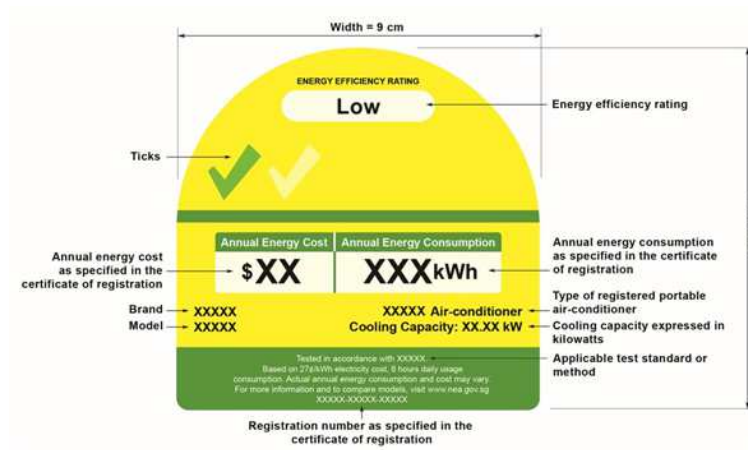 Width = 9 cm
ENERGY EFFICIENCY RATING
Low
Energy efficiency rating
Ticks
Annual energy cost
as specified in the
certificate of registration
Annual Energy Cost
$XX
Annual Energy Consumption
XXXkWh
Annual energy consumption
as specified in the certificate
of registration
Brand
XXXXX
XXXXX Air-conditioner
Type of registered portable
air-conditioner
Model
XXXXX
Cooling Capacity: XX.XX kW
Cooling capacity expressed in
kilowatts
Tested in accordance with XXXXX.
Based on 27¢/kWh electricity cost, 8 hours daily usage
consumption. Actual annual energy consumption and cost may vary.
For more information and to compare models, visit www.nea.gov.sg
XXXXX-XXXXX-XXXXX
Applicable test standard or
method
Registration number as specified in the
certificate of registration